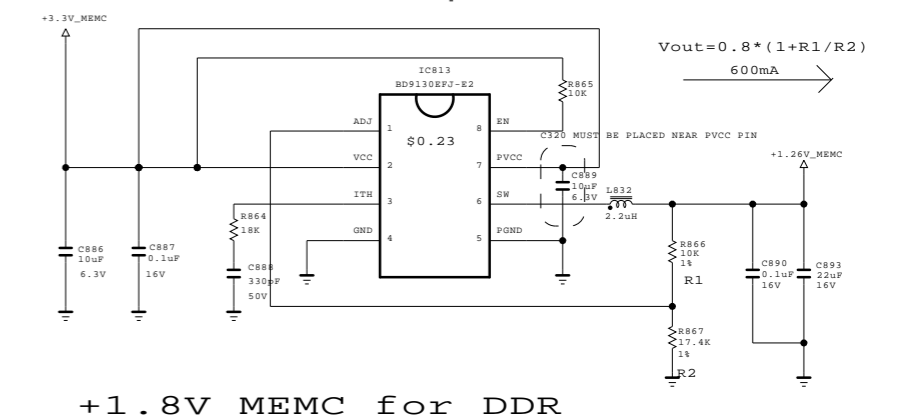 +3.3V_MEMC
Vout=0.8*(1+R1/R2)
600mA
IC813
BD9130EFJ-E2
R865
10K
ADJ
1
8
EN
$0.23
C320 MUST BE PLACED NEAR PVCC PIN
VCC
2
7
PVCC
+1.26V_MEMC
C889
10uF
6.3V
ITH
3
6
SW
L832
2.2uH
R864
18K
GND
4
5
PGND
C886
10uF
6.3V
C887
0.1uF
16V
C888
330pF
50V
R866
10K
1%
R1
C890
0.1uF
16V
C893
22uF
16V
R867
17.4K
1%
R2
+1.8V MEMC for DDR